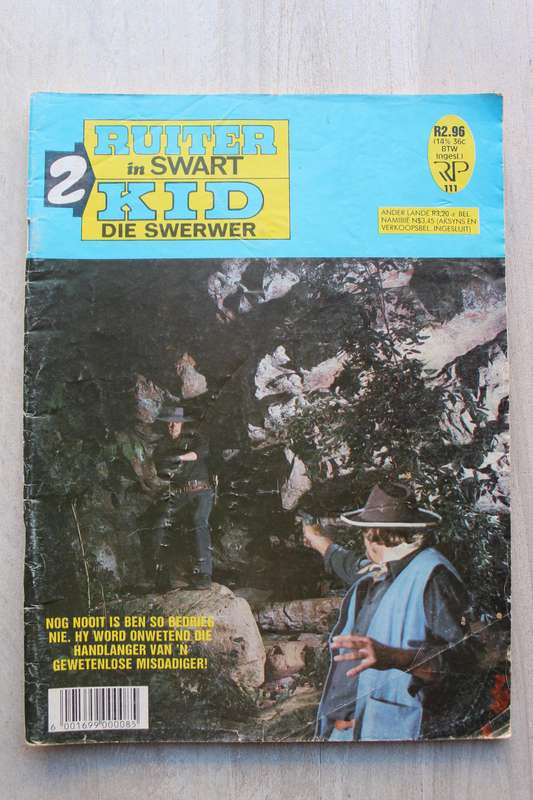 2
RUITER
in SWART
KID
DIE SWERWER
R2.96
(14% 36c
BTW
Ingesl.)
RP
111
ANDER LANDE R3,20 + BEL.
NAMIBIË N$3.45 (AKSYNS EN
VERKOOPSBEL. INGESLUIT)
NOG NOOIT IS BEN SO BEDRIEG
NIE. HY WORD ONWETEND DIE
HANDLANGER VAN 'N
GEWETENLOSE MISDADIGER!
6 001699 000085